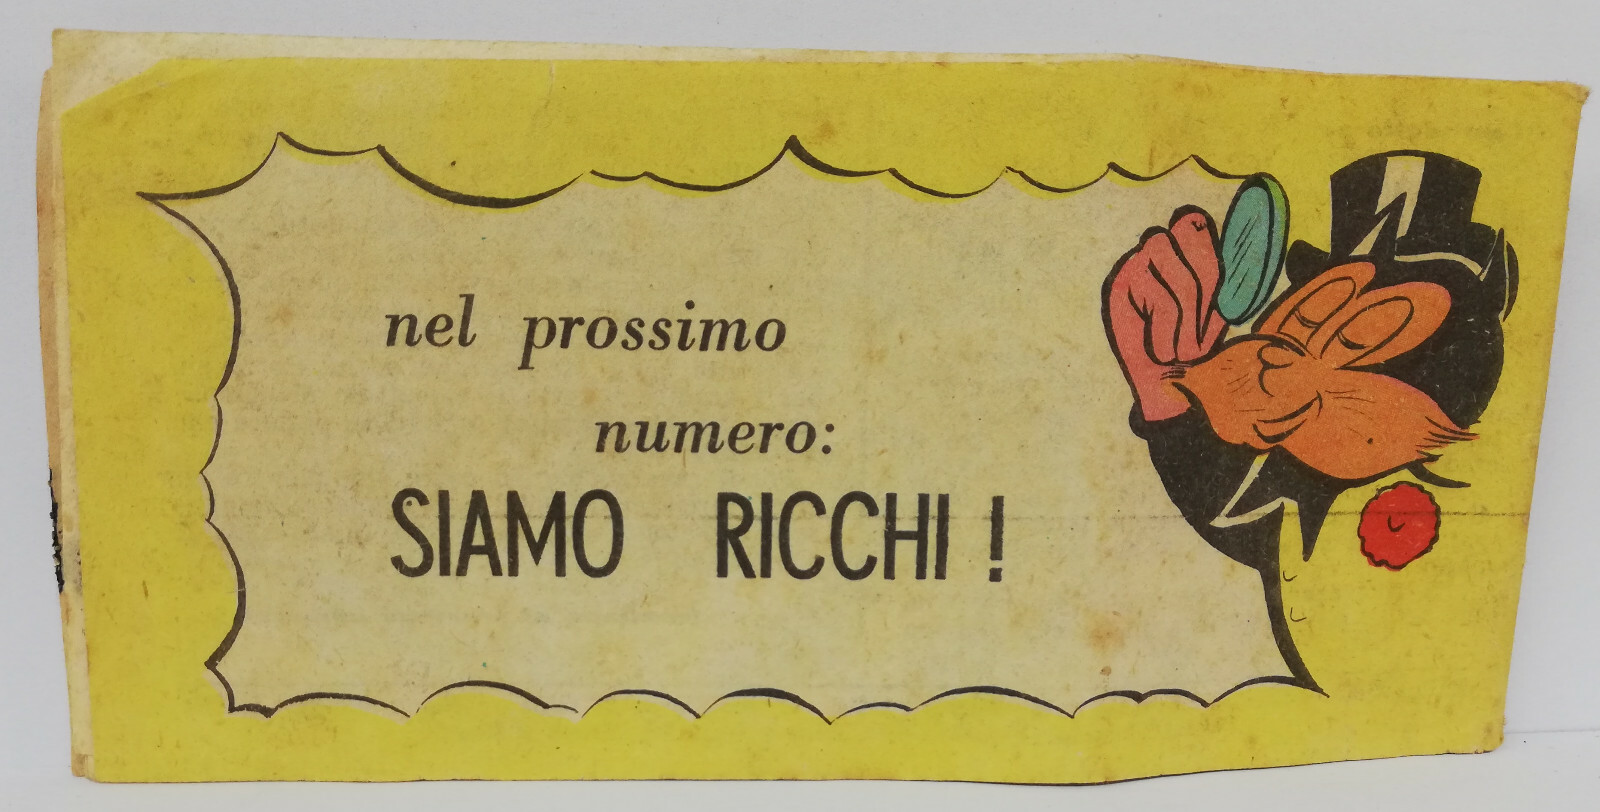 nel prossimo
numero:
SIAMO RICCHI !